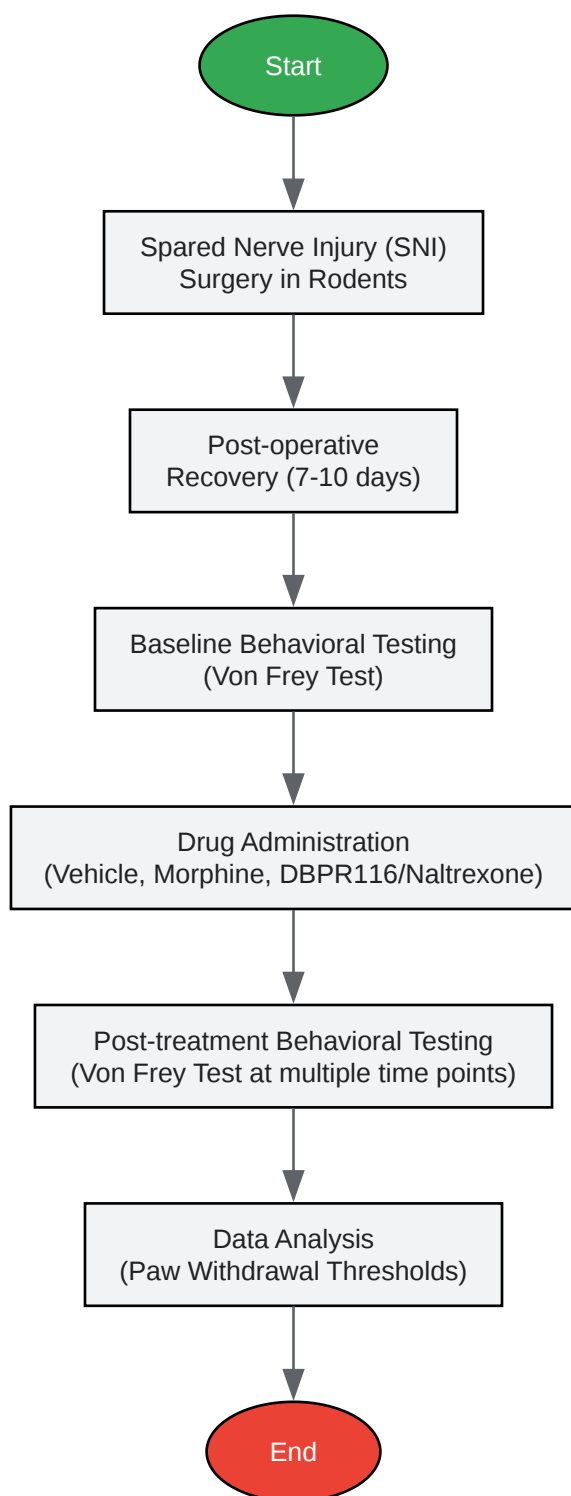 Start
Spared Nerve Injury (SNI)
Surgery in Rodents
Post-operative
Recovery (7-10 days)
Baseline Behavioral Testing
(Von Frey Test)
Drug Administration
(Vehicle, Morphine, DBPR116/Naltrexone)
Post-treatment Behavioral Testing
(Von Frey Test at multiple time points)
Data Analysis
(Paw Withdrawal Thresholds)
End